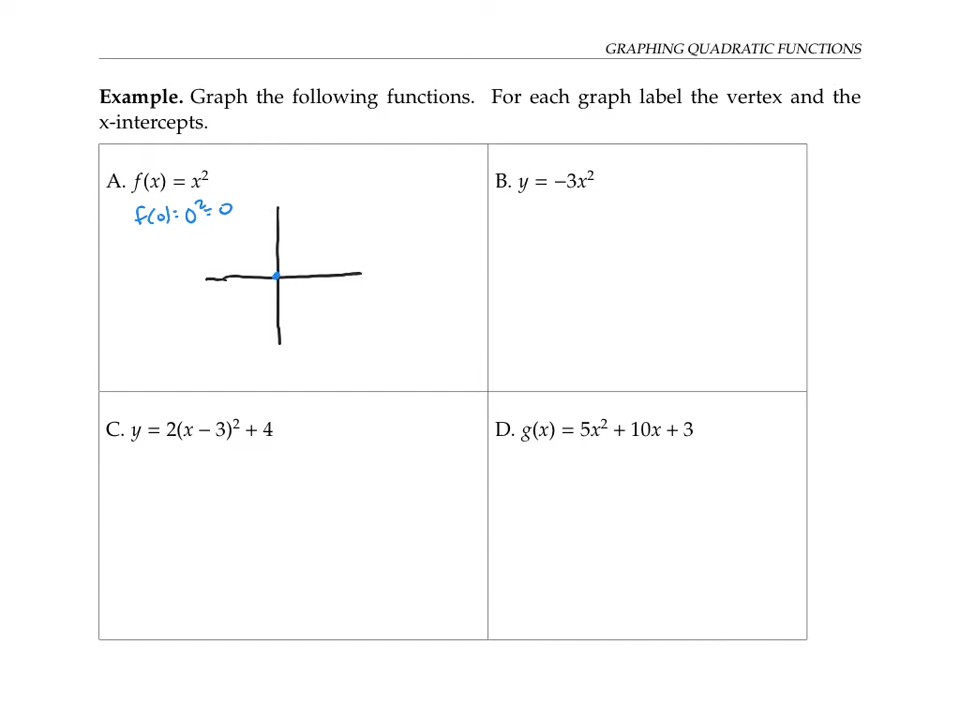 GRAPHING QUADRATIC FUNCTIONS
Example. Graph the following functions. For each graph label the vertex and the
x-intercepts.
A. f(x) = x²
f(0) = 0² = 0
B. y = −3x²
C. y = 2(x − 3)² + 4
D. g(x) = 5x² + 10x + 3